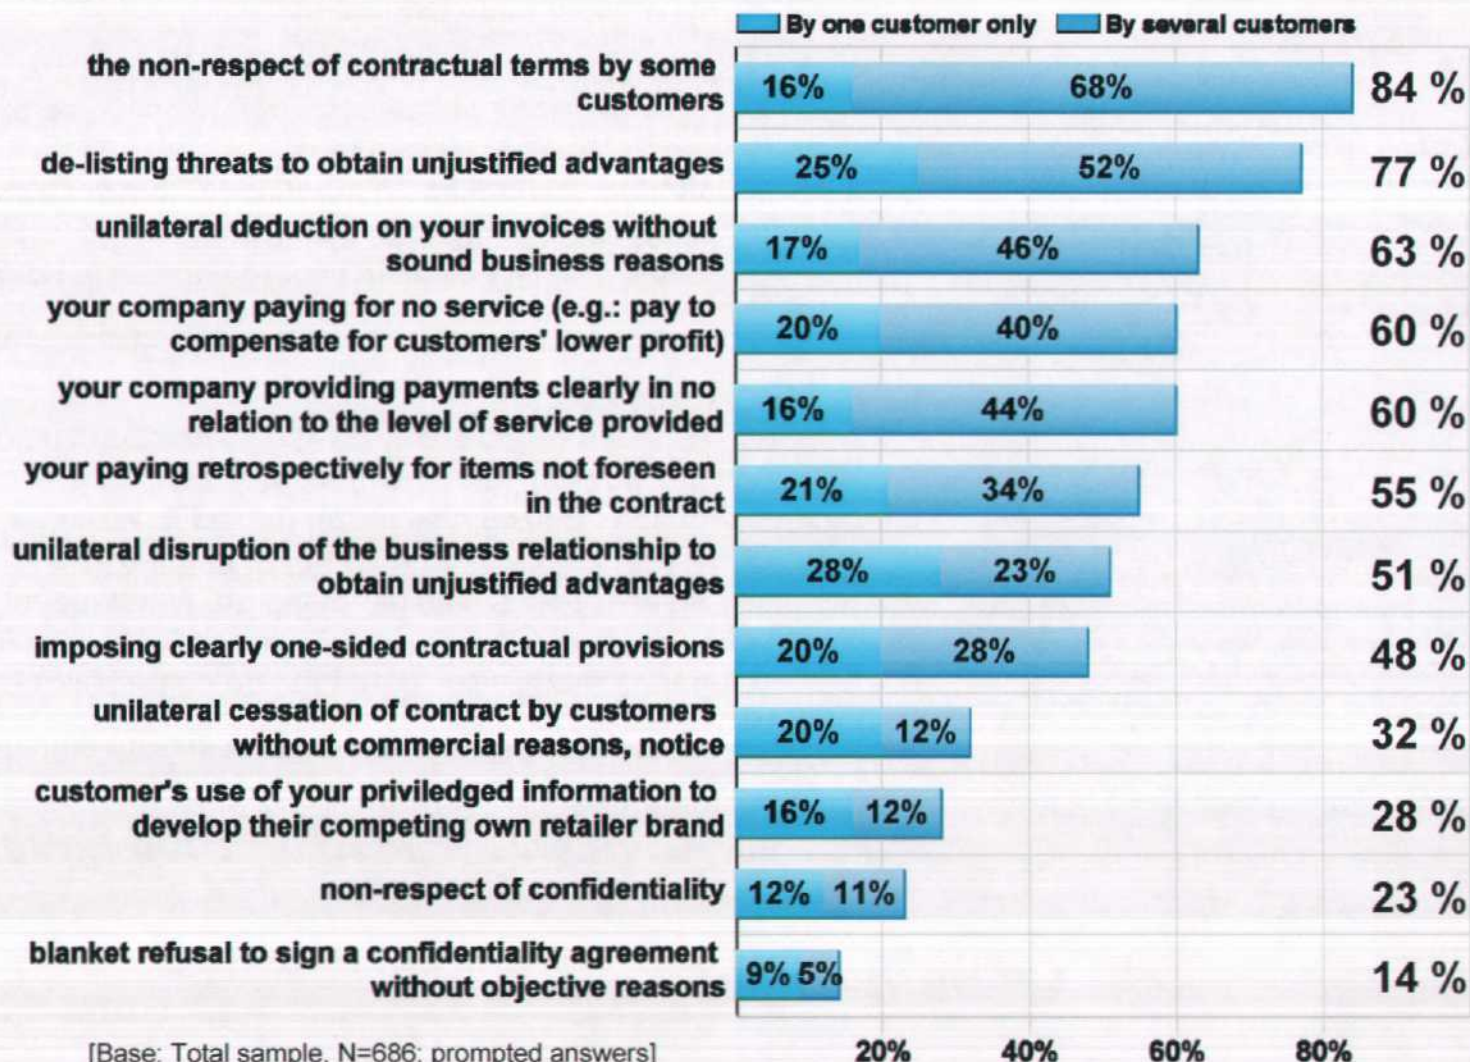 By one customer only By several customers
the non-respect of contractual terms by some
customers
16% 68% 84 %
de-listing threats to obtain unjustified advantages
25% 52% 77 %
unilateral deduction on your invoices without
sound business reasons
17% 46% 63 %
your company paying for no service (e.g.: pay to
compensate for customers' lower profit)
20% 40% 60 %
your company providing payments clearly in no
relation to the level of service provided
16% 44% 60 %
your paying retrospectively for items not foreseen
in the contract
21% 34% 55 %
unilateral disruption of the business relationship to
obtain unjustified advantages
28% 23% 51 %
imposing clearly one-sided contractual provisions
20% 28% 48 %
unilateral cessation of contract by customers
without commercial reasons, notice
20% 12% 32 %
customer's use of your priviledged information to
develop their competing own retailer brand
16% 12% 28 %
non-respect of confidentiality
12% 11% 23 %
blanket refusal to sign a confidentiality agreement
without objective reasons
9% 5% 14 %
[Base: Total sample, N=686; prompted answers]
20% 40% 60% 80%